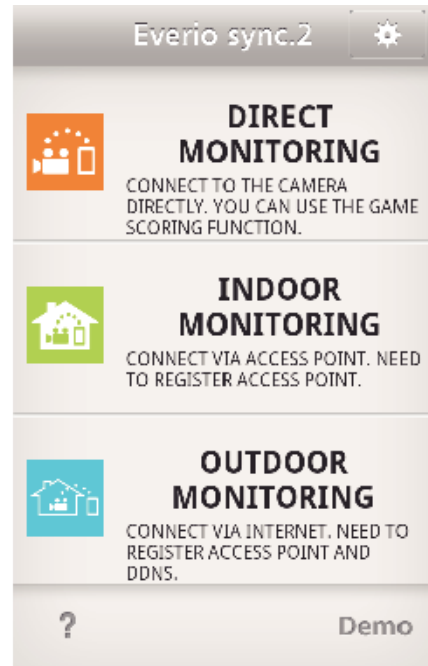 Everio sync.2
DIRECT
MONITORING
CONNECT TO THE CAMERA
DIRECTLY. YOU CAN USE THE GAME
SCORING FUNCTION.
INDOOR
MONITORING
CONNECT VIA ACCESS POINT. NEED
TO REGISTER ACCESS POINT.
OUTDOOR
MONITORING
CONNECT VIA INTERNET. NEED TO
REGISTER ACCESS POINT AND
DDNS.
? Demo